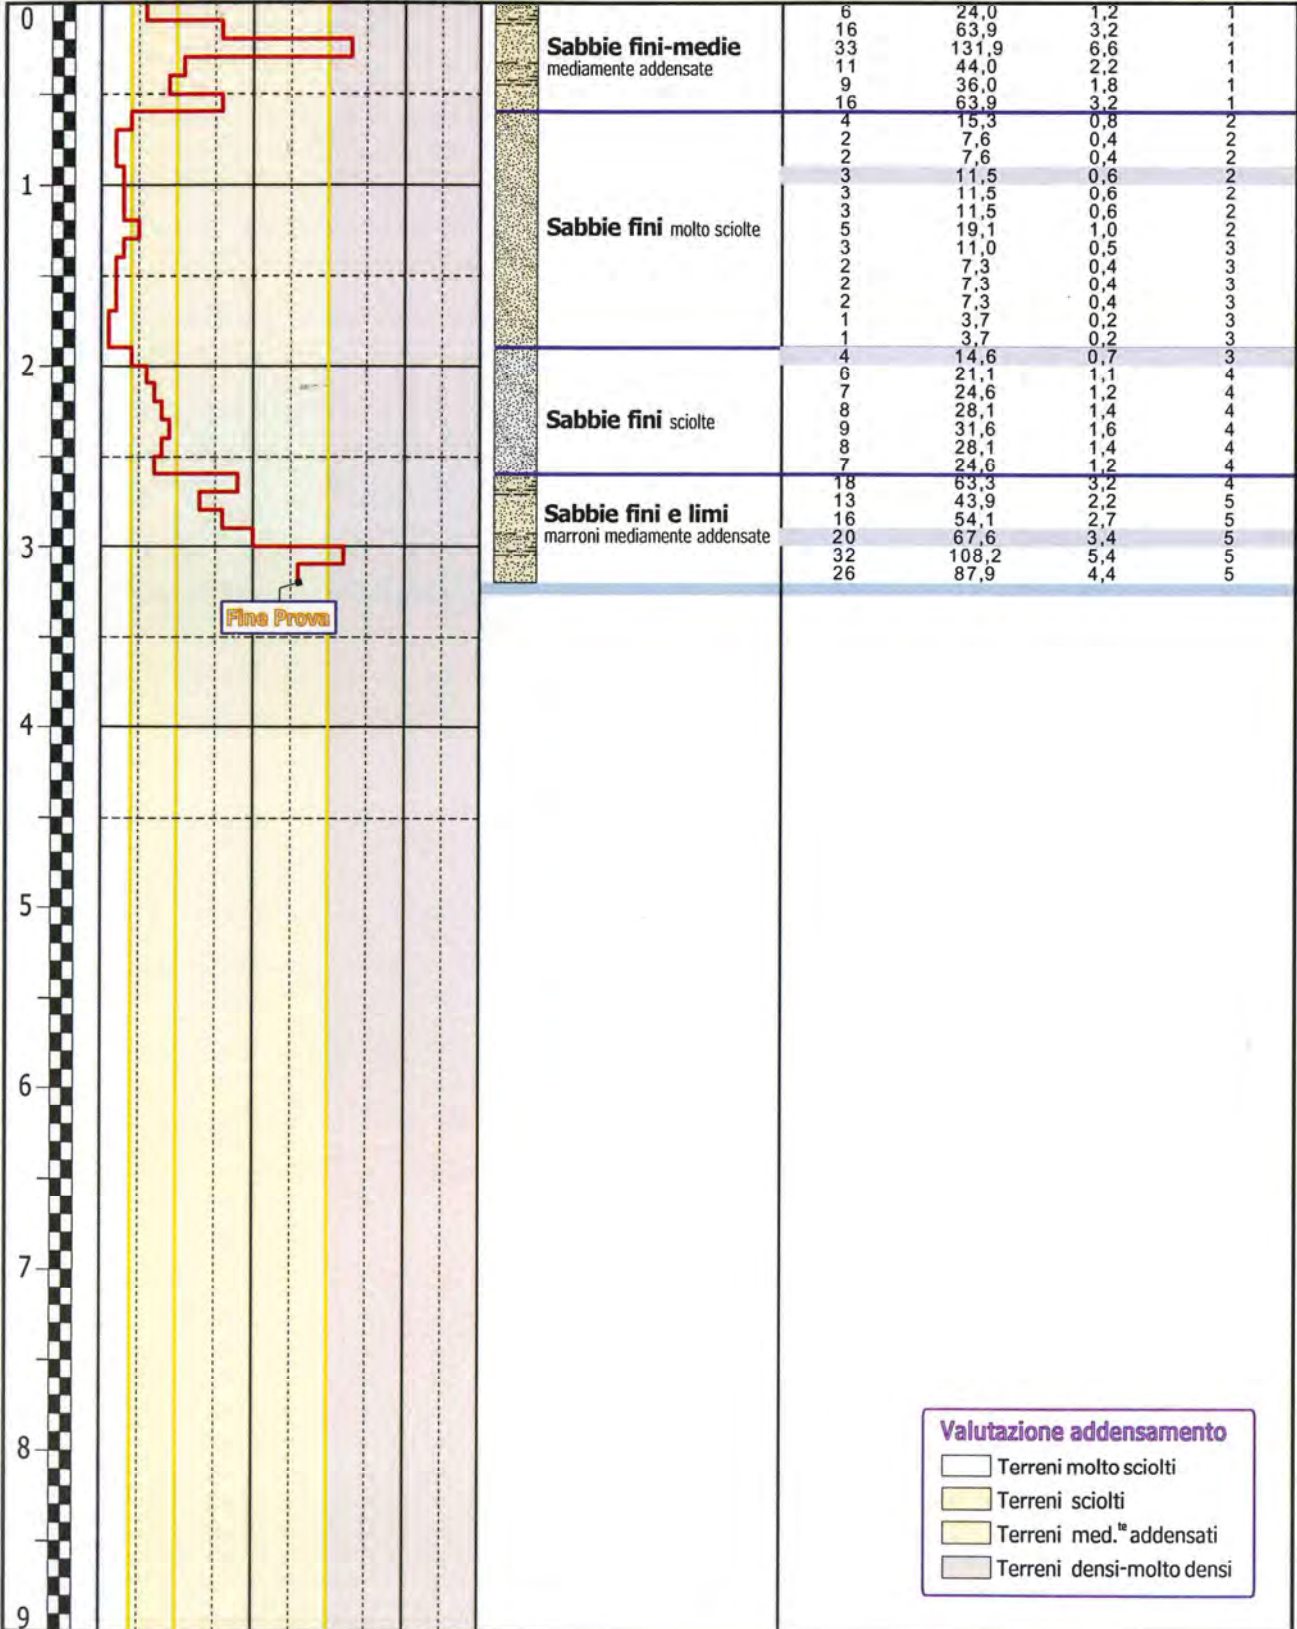 0
1
2
3
4
5
6
7
8
9
Fine Prova
Sabbie fini-medie
mediamente addensate
Sabbie fini molto sciolte
Sabbie fini sciolte
Sabbie fini e limi
marroni mediamente addensate
6 24,0 1,2 1
16 63,9 3,2 1
33 131,9 6,6 1
11 44,0 2,2 1
9 36,0 1,8 1
16 63,9 3,2 1
4 15,3 0,8 2
2 7,6 0,4 2
2 7,6 0,4 2
3 11,5 0,6 2
3 11,5 0,6 2
3 11,5 0,6 2
5 19,1 1,0 2
3 11,0 0,5 3
2 7,3 0,4 3
2 7,3 0,4 3
2 7,3 0,4 3
1 3,7 0,2 3
1 3,7 0,2 3
4 14,6 0,7 3
6 21,1 1,1 4
7 24,6 1,2 4
8 28,1 1,4 4
9 31,6 1,6 4
8 28,1 1,4 4
7 24,6 1,2 4
18 63,3 3,2 4
13 43,9 2,2 5
16 54,1 2,7 5
20 67,6 3,4 5
32 108,2 5,4 5
26 87,9 4,4 5
Valutazione addensamento
Terreni molto sciolti
Terreni sciolti
Terreni med.te addensati
Terreni densi-molto densi